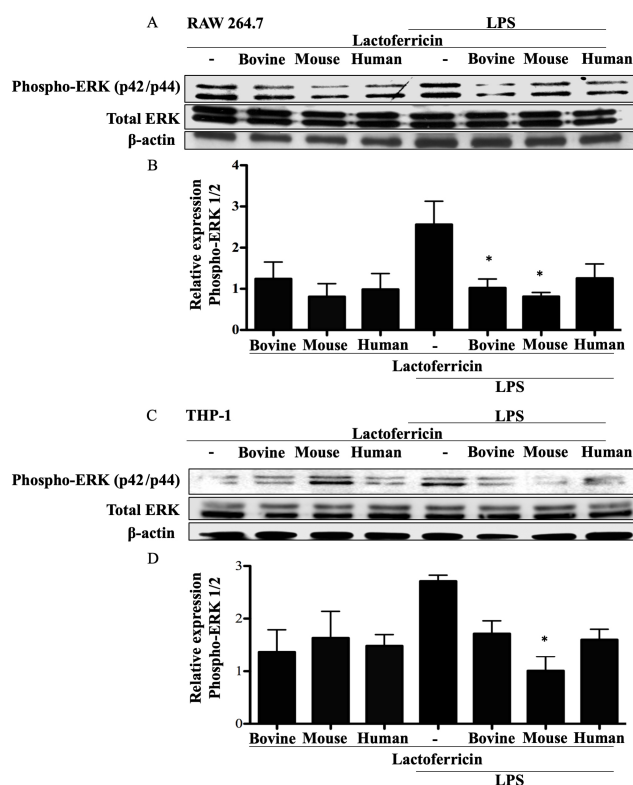 A RAW 264.7 LPS
Lactoferricin
- Bovine Mouse Human - Bovine Mouse Human
Phospho-ERK (p42/p44)
Total ERK
β-actin
B
Relative expression
Phospho-ERK 1/2
4
3
2
1
0
* *
Bovine Mouse Human - Bovine Mouse Human
Lactoferricin
LPS
C THP-1 LPS
Lactoferricin
- Bovine Mouse Human - Bovine Mouse Human
Phospho-ERK (p42/p44)
Total ERK
β-actin
D
Relative expression
Phospho-ERK 1/2
3
2
1
0
*
Bovine Mouse Human - Bovine Mouse Human
Lactoferricin
LPS